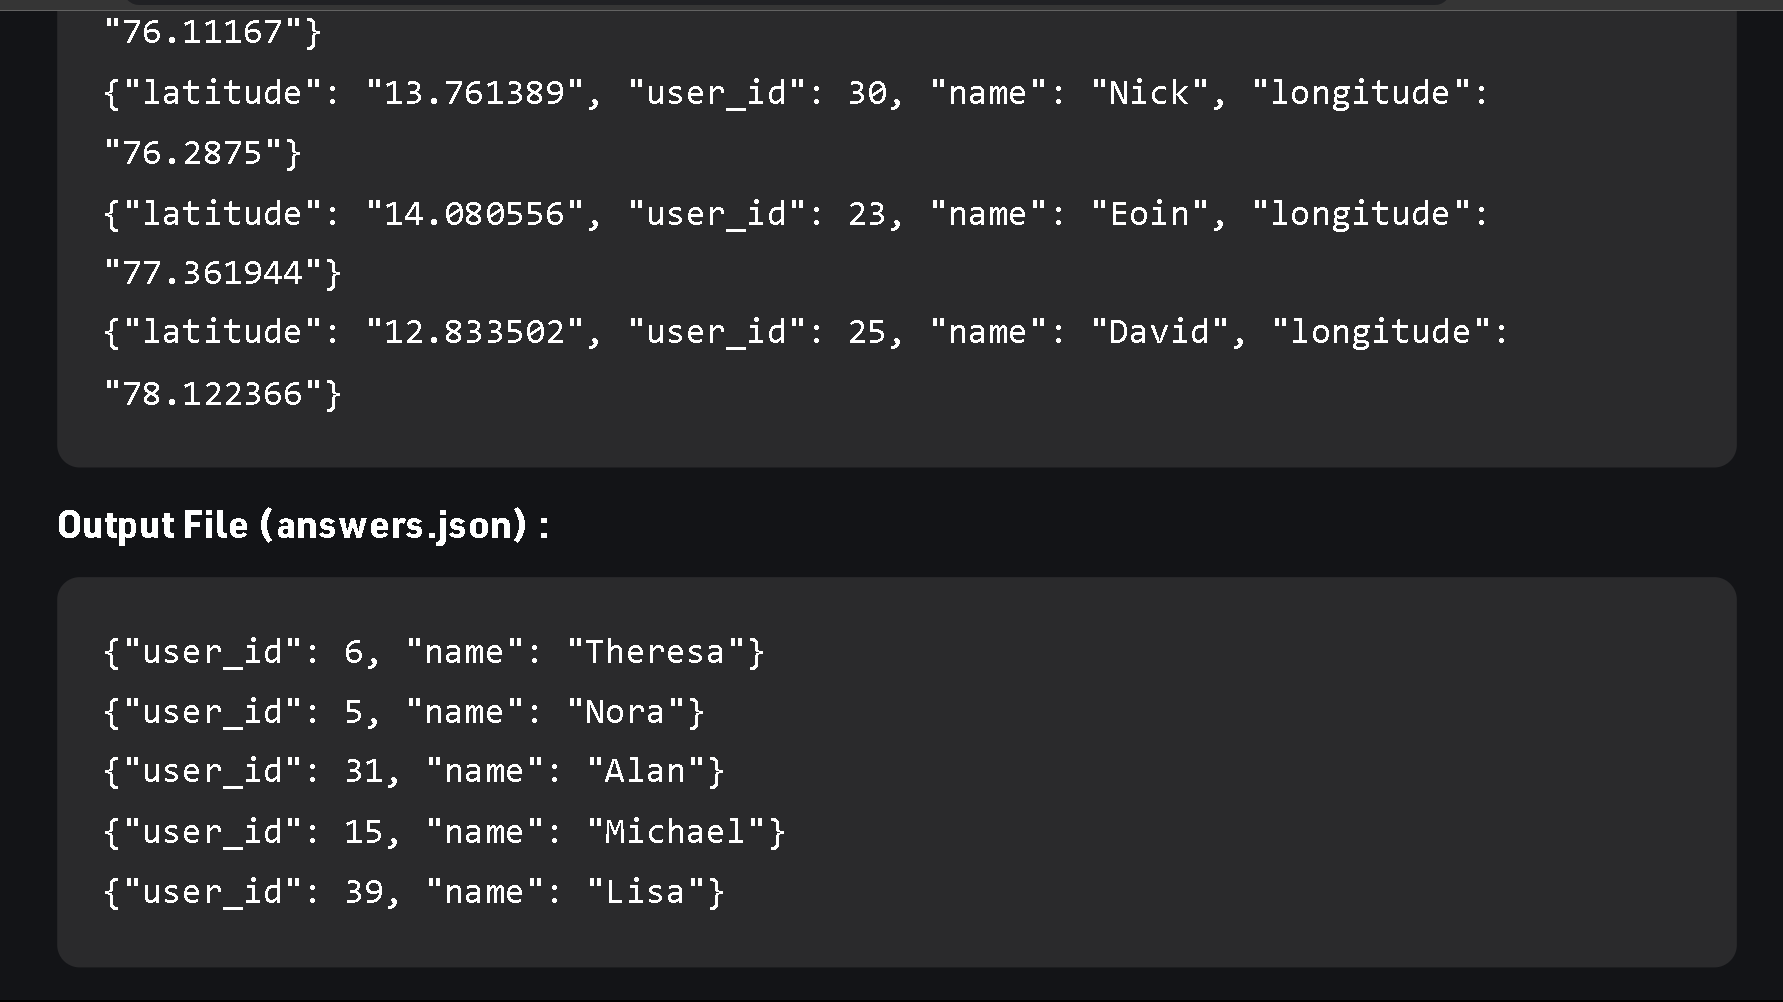 "76.11167"}
{"latitude": "13.761389", "user_id": 30, "name": "Nick", "longitude":
"76.2875"}
{"latitude": "14.080556", "user_id": 23, "name": "Eoin", "longitude":
"77.361944"}
{"latitude": "12.833502", "user_id": 25, "name": "David", "longitude":
"78.122366"}
Output File (answers.json) :
{"user_id": 6, "name": "Theresa"}
{"user_id": 5, "name": "Nora"}
{"user_id": 31, "name": "Alan"}
{"user_id": 15, "name": "Michael"}
{"user_id": 39, "name": "Lisa"}